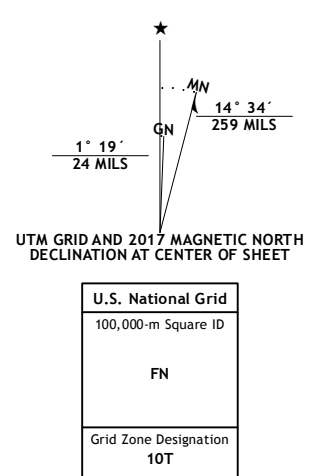 ★
MN
GN
14° 34´
259 MILS
1° 19´
24 MILS
UTM GRID AND 2017 MAGNETIC NORTH
DECLINATION AT CENTER OF SHEET
U.S. National Grid
100,000-m Square ID
FN
Grid Zone Designation
10T